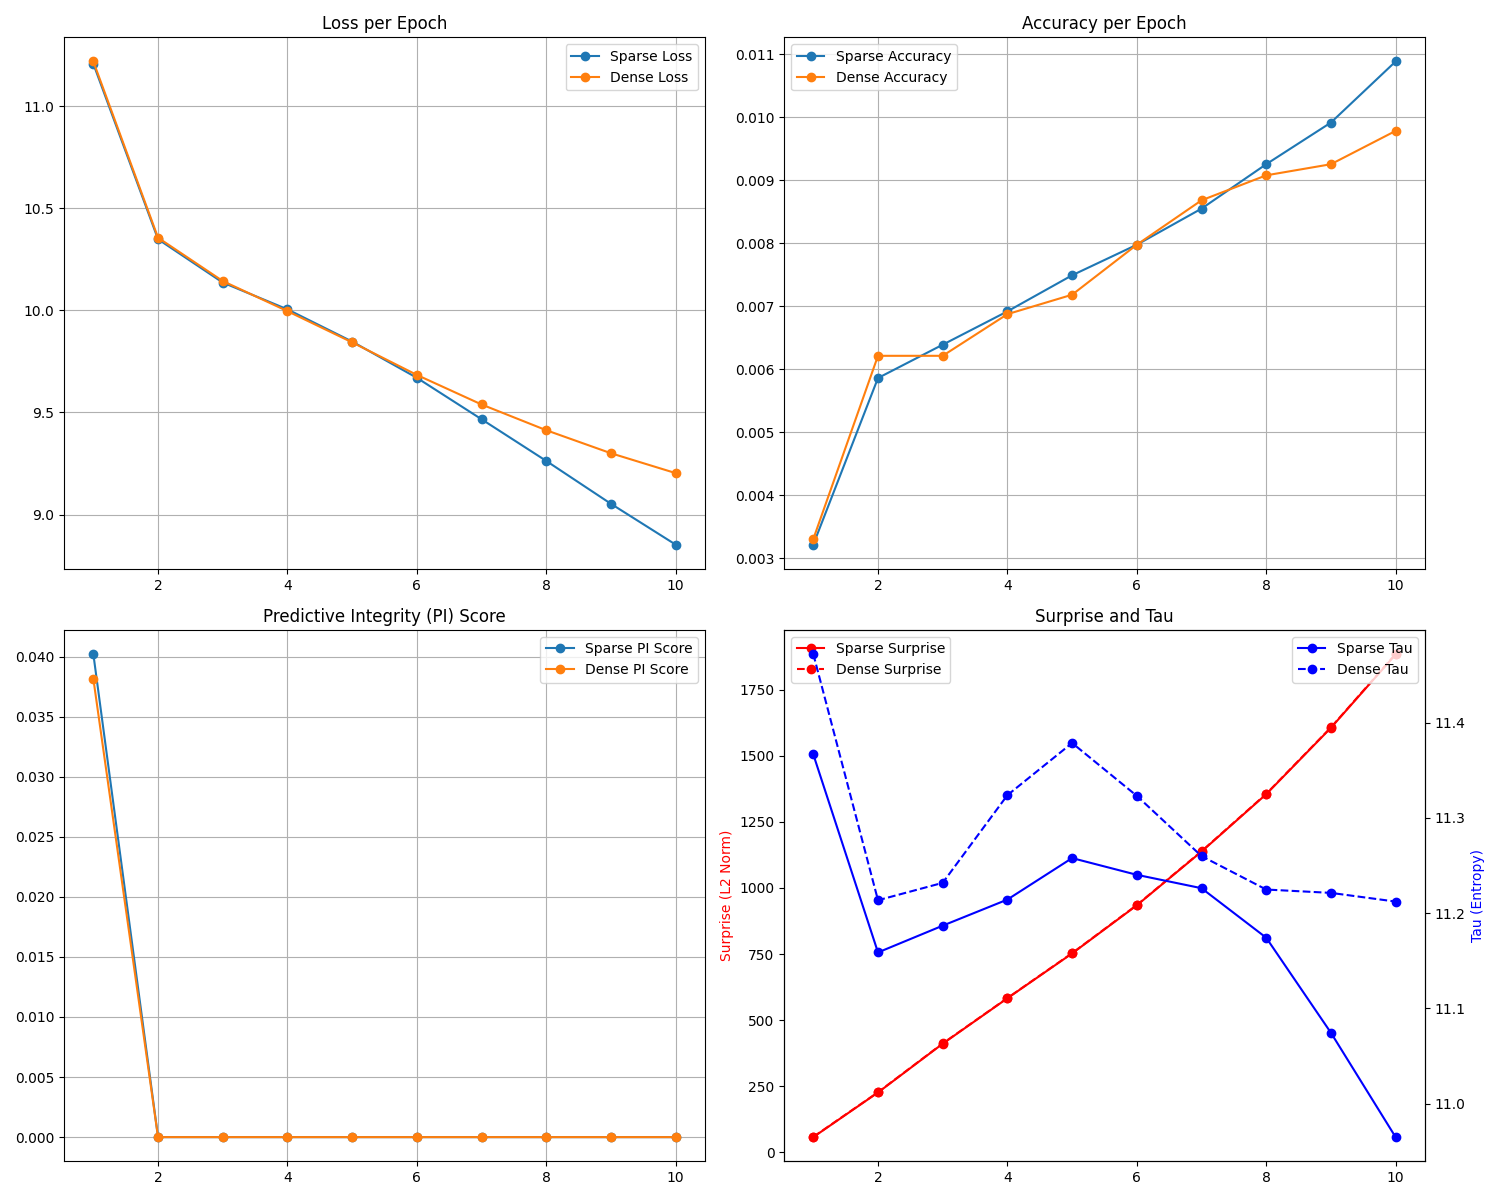 Loss per Epoch
Sparse Loss
Dense Loss
11.0
10.5
10.0
9.5
9.0
2 4 6 8 10
Accuracy per Epoch
Sparse Accuracy
Dense Accuracy
0.011
0.010
0.009
0.008
0.007
0.006
0.005
0.004
0.003
2 4 6 8 10
Predictive Integrity (PI) Score
Sparse PI Score
Dense PI Score
0.040
0.035
0.030
0.025
0.020
0.015
0.010
0.005
0.000
2 4 6 8 10
Surprise and Tau
Sparse Surprise
Dense Surprise
Sparse Tau
Dense Tau
Surprise (L2 Norm)
1750
1500
1250
1000
750
500
250
0
2 4 6 8 10
11.4
11.3
11.2
11.1
11.0
Tau (Entropy)